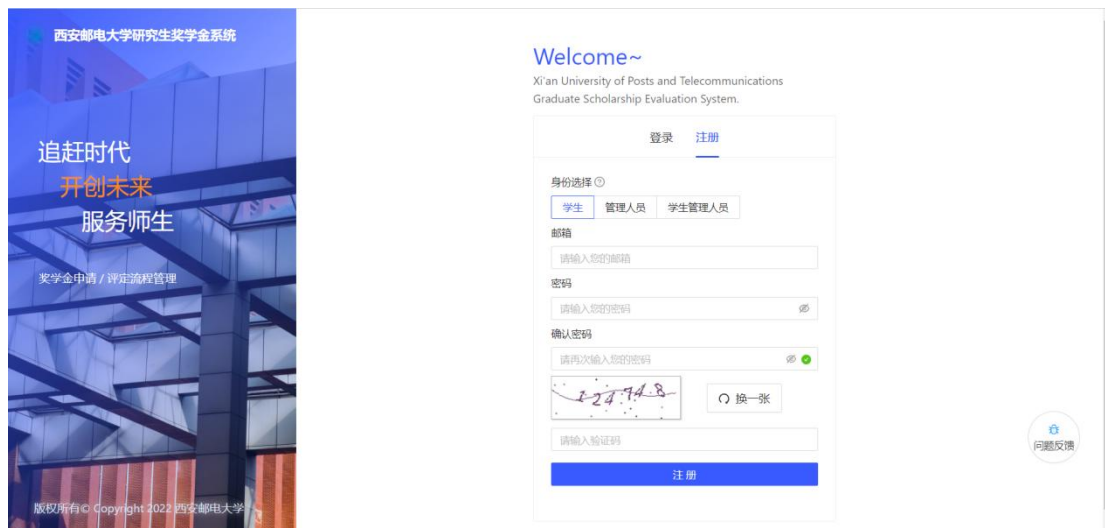 西安邮电大学研究生奖学金系统
追赶时代
开创未来
服务师生
奖学金申请 / 评定流程管理
版权所有© Copyright 2022 西安邮电大学
Welcome~
Xi'an University of Posts and Telecommunications
Graduate Scholarship Evaluation System.
登录 注册
身份选择
学生 管理人员 学生管理人员
邮箱
请输入您的邮箱
密码
请输入您的密码
确认密码
请再次输入您的密码
换一张
请输入验证码
注册
问题反馈